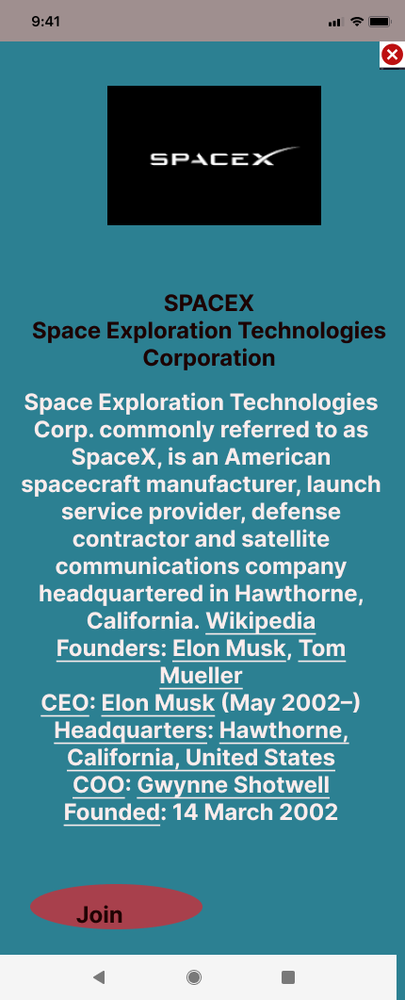 9:41
SPACEX
SPACEX
Space Exploration Technologies
Corporation
Space Exploration Technologies
Corp. commonly referred to as
SpaceX, is an American
spacecraft manufacturer, launch
service provider, defense
contractor and satellite
communications company
headquartered in Hawthorne,
California. Wikipedia
Founders: Elon Musk, Tom
Mueller
CEO: Elon Musk (May 2002–)
Headquarters: Hawthorne,
California, United States
COO: Gwynne Shotwell
Founded: 14 March 2002
Join